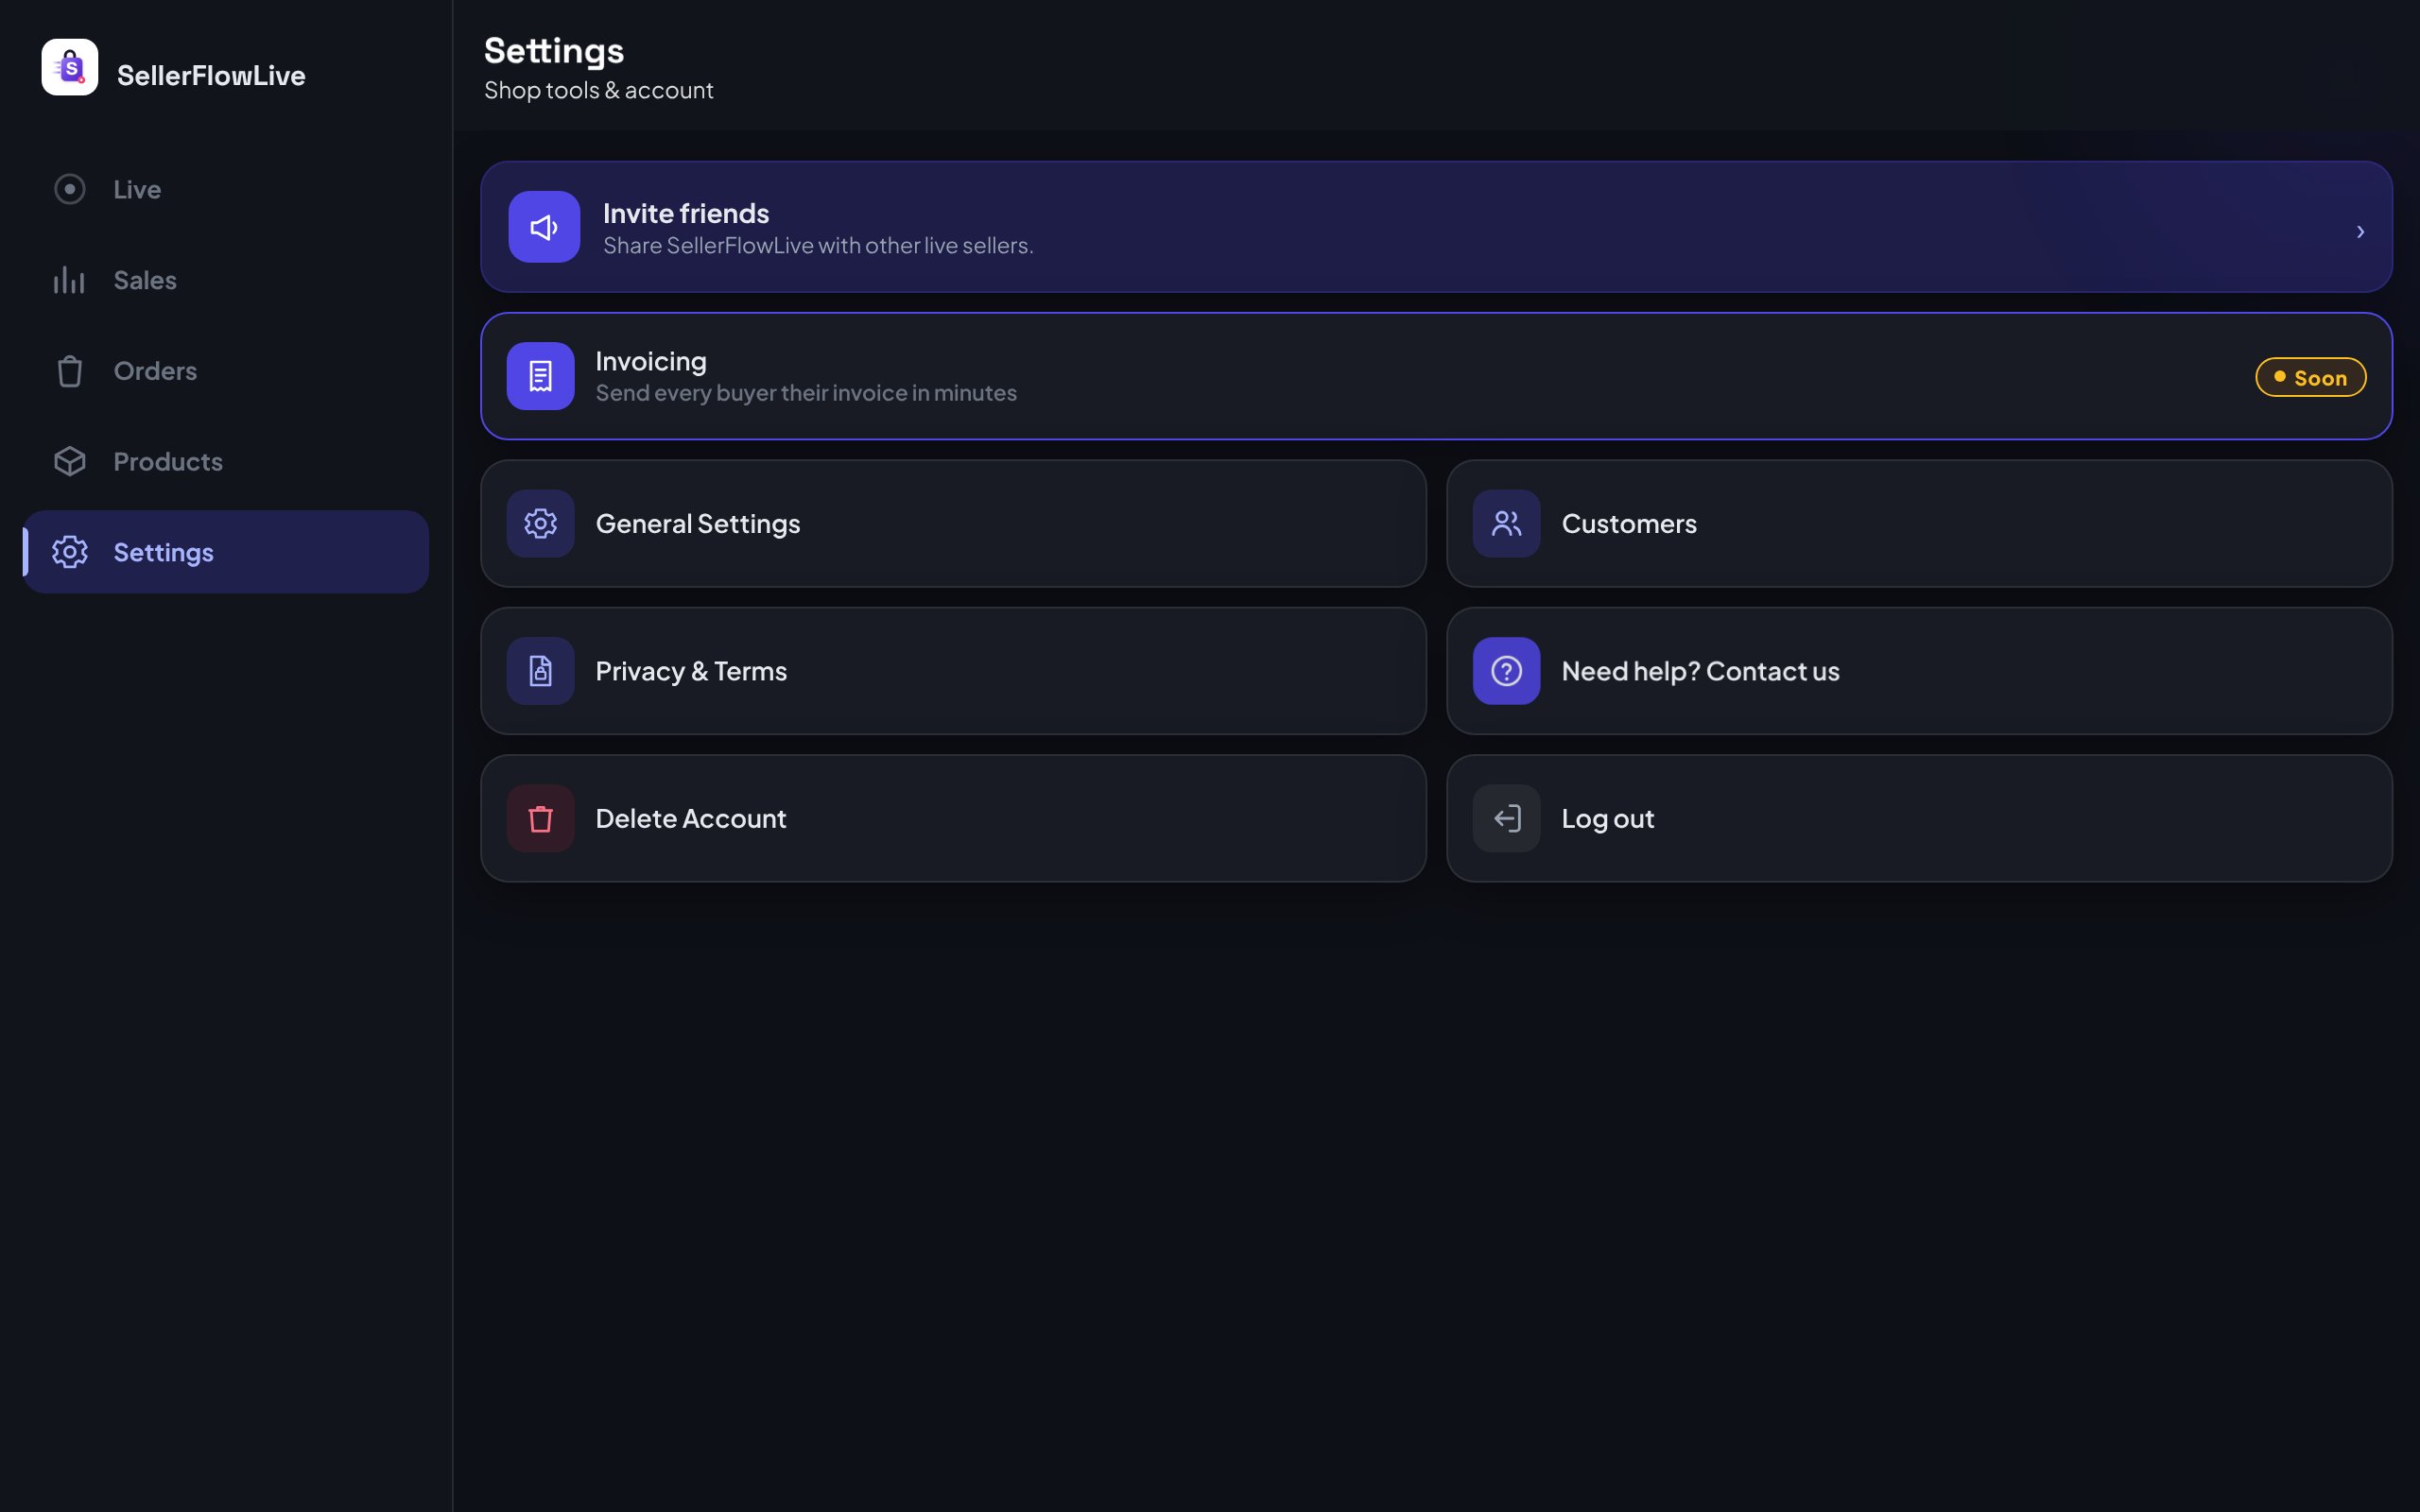 SellerFlowLive
Live
Sales
Orders
Products
Settings
Settings
Shop tools & account
Invite friends
Share SellerFlowLive with other live sellers.
Invoicing
Send every buyer their invoice in minutes
Soon
General Settings
Customers
Privacy & Terms
Need help? Contact us
Delete Account
Log out